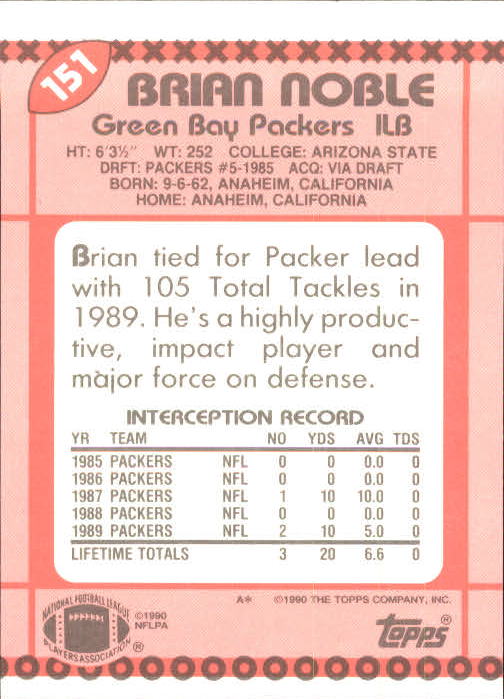 151
BRIAN NOBLE
Green Bay Packers ILB
HT: 6'3½" WT: 252 COLLEGE: ARIZONA STATE
DRFT: PACKERS #5-1985 ACQ: VIA DRAFT
BORN: 9-6-62, ANAHEIM, CALIFORNIA
HOME: ANAHEIM, CALIFORNIA
Brian tied for Packer lead
with 105 Total Tackles in
1989. He's a highly produc-
tive, impact player and
major force on defense.
INTERCEPTION RECORD
YR TEAM NO YDS AVG TDS
1985 PACKERS NFL 0 0 0.0 0
1986 PACKERS NFL 0 0 0.0 0
1987 PACKERS NFL 1 10 10.0 0
1988 PACKERS NFL 0 0 0.0 0
1989 PACKERS NFL 2 10 5.0 0
LIFETIME TOTALS 3 20 6.6 0
A* ©1990 THE TOPPS COMPANY, INC.
NATIONAL FOOTBALL LEAGUE
PLAYERS ASSOCIATION ®
©1990
NFLPA
Topps®